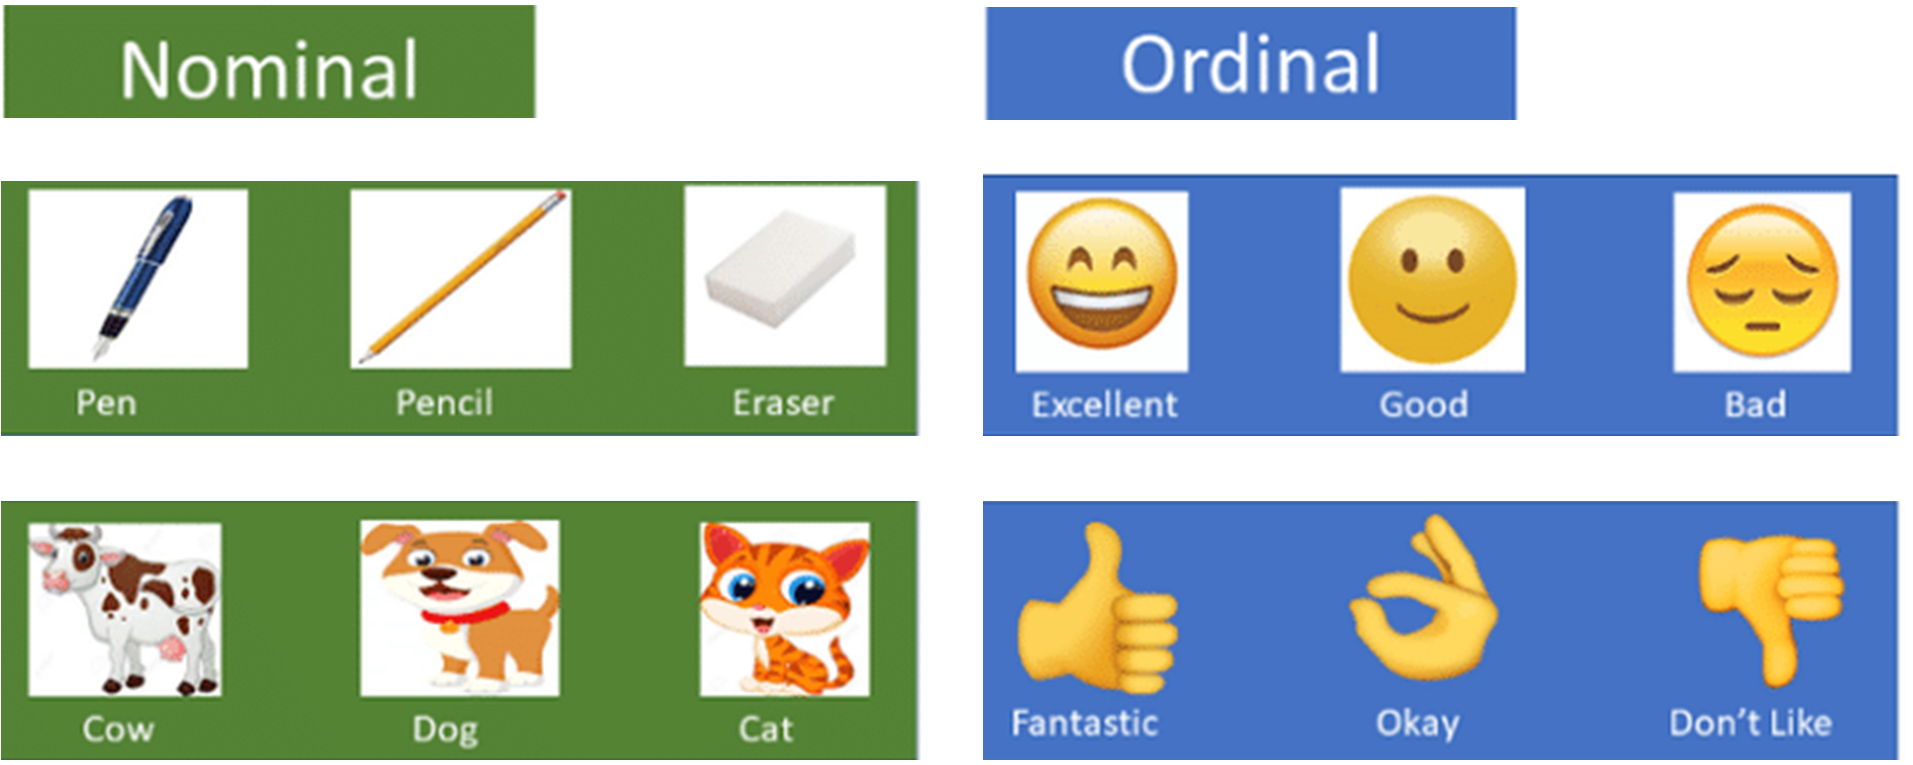 Nominal
Ordinal
Pen
Pencil
Eraser
Excellent
Good
Bad
Cow
Dog
Cat
Fantastic
Okay
Don’t Like